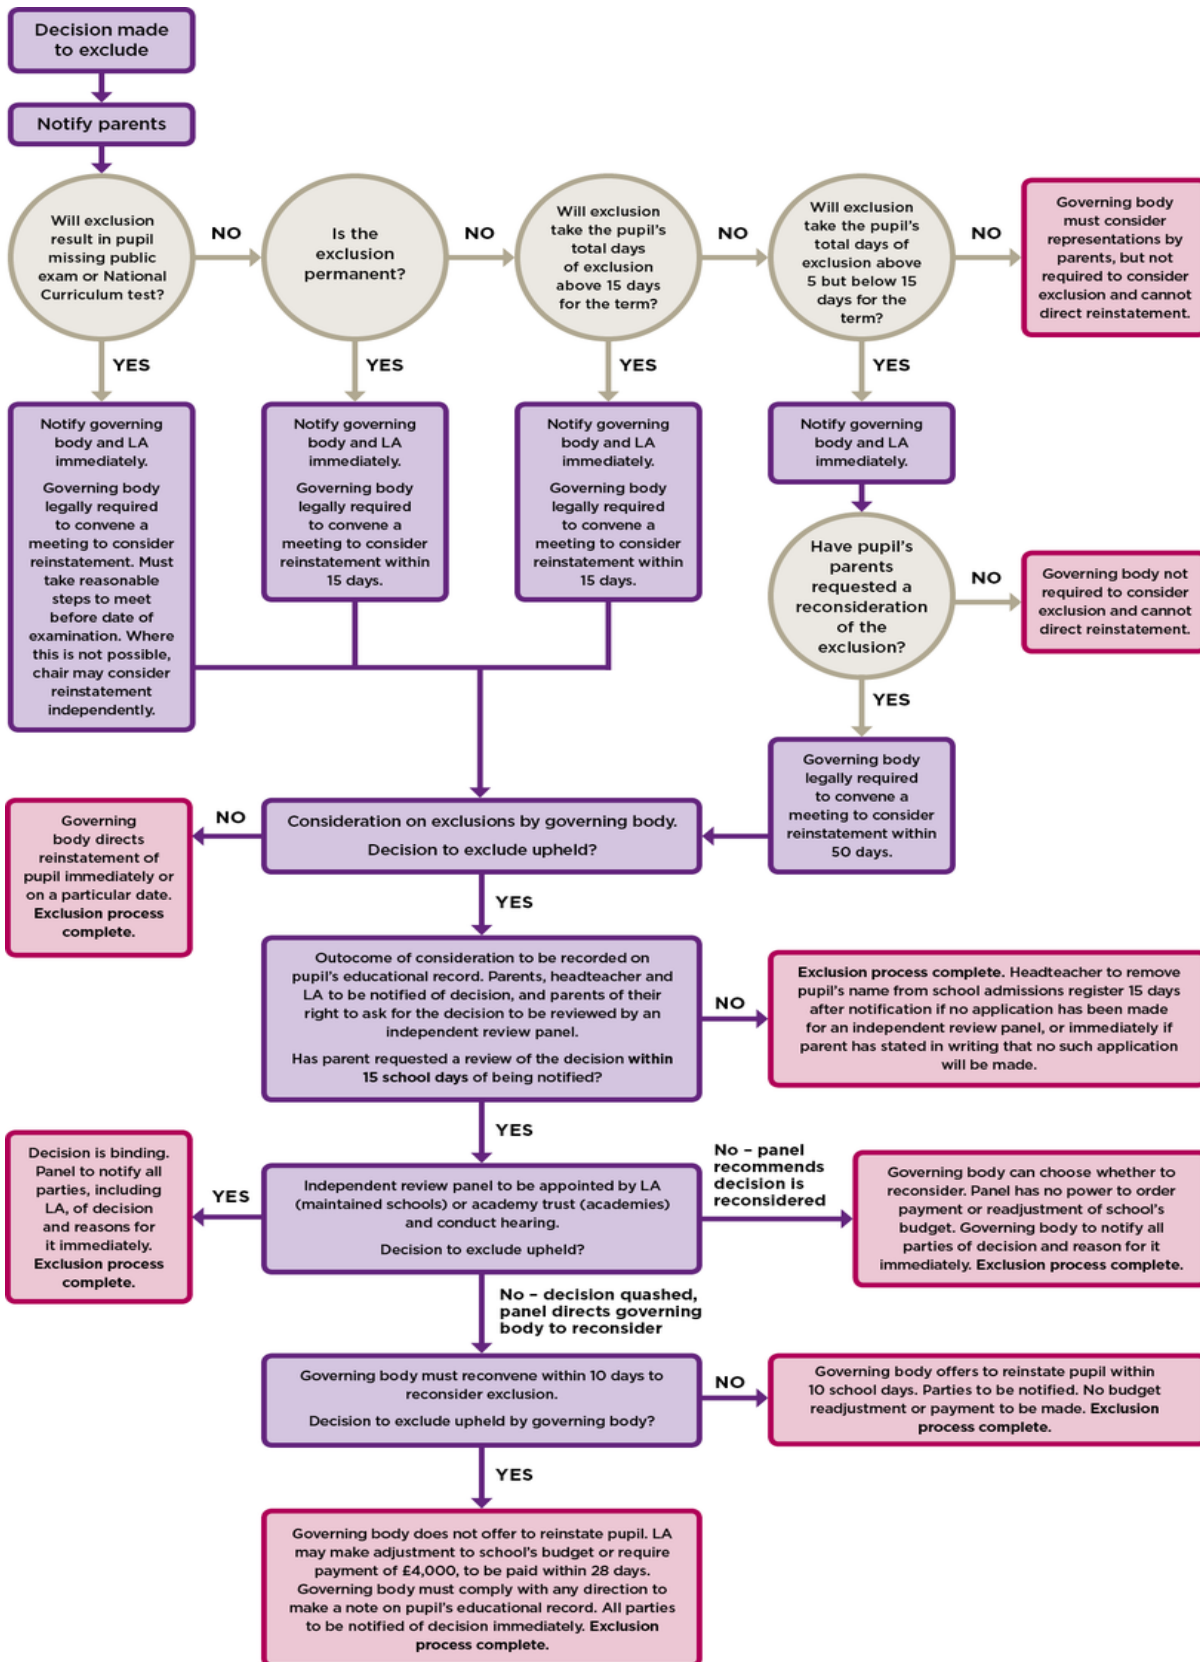 Decision made
to exclude
Notify parents
Will exclusion
result in pupil
missing public
exam or National
Curriculum test?
NO
Is the
exclusion
permanent?
NO
Will exclusion
take the pupil's
total days
of exclusion
above 15 days
for the term?
NO
Will exclusion
take the pupil's
total days of
exclusion above
5 but below 15
days for the
term?
NO
Governing body
must consider
representations by
parents, but not
required to consider
exclusion and cannot
direct reinstatement.
YES
YES
YES
YES
Notify governing
body and LA
immediately.
Governing body
legally required
to convene a
meeting to consider
reinstatement. Must
take reasonable
steps to meet
before date of
examination. Where
this is not possible,
chair may consider
reinstatement
independently.
Notify governing
body and LA
immediately.
Governing body
legally required
to convene a
meeting to consider
reinstatement within
15 days.
Notify governing
body and LA
immediately.
Governing body
legally required
to convene a
meeting to consider
reinstatement within
15 days.
Notify governing
body and LA
immediately.
Have pupil's
parents
requested a
reconsideration
of the
exclusion?
NO
Governing body not
required to consider
exclusion and cannot
direct reinstatement.
YES
Governing body
legally required
to convene a
meeting to consider
reinstatement within
50 days.
Consideration on exclusions by governing body.
Decision to exclude upheld?
NO
Governing
body directs
reinstatement of
pupil immediately or
on a particular date.
Exclusion process
complete.
YES
Outocome of consideration to be recorded on
pupil's educational record. Parents, headteacher and
LA to be notified of decision, and parents of their
right to ask for the decision to be reviewed by an
independent review panel.
Has parent requested a review of the decision within
15 school days of being notified?
NO
Exclusion process complete. Headteacher to remove
pupil's name from school admissions register 15 days
after notification if no application has been made
for an independent review panel, or immediately if
parent has stated in writing that no such application
will be made.
YES
Independent review panel to be appointed by LA
(maintained schools) or academy trust (academies)
and conduct hearing.
Decision to exclude upheld?
YES
Decision is binding.
Panel to notify all
parties, including
LA, of decision
and reasons for
it immediately.
Exclusion process
complete.
No – panel
recommends
decision is
reconsidered
Governing body can choose whether to
reconsider. Panel has no power to order
payment or readjustment of school's
budget. Governing body to notify all
parties of decision and reason for it
immediately. Exclusion process complete.
No – decision quashed,
panel directs governing
body to reconsider
Governing body must reconvene within 10 days to
reconsider exclusion.
Decision to exclude upheld by governing body?
NO
Governing body offers to reinstate pupil within
10 school days. Parties to be notified. No budget
readjustment or payment to be made. Exclusion
process complete.
YES
Governing body does not offer to reinstate pupil. LA
may make adjustment to school's budget or require
payment of £4,000, to be paid within 28 days.
Governing body must comply with any direction to
make a note on pupil's educational record. All parties
to be notified of decision immediately. Exclusion
process complete.